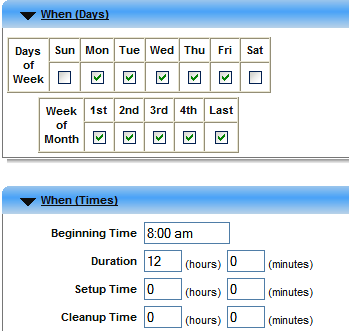 When (Days)
Days of Week Sun Mon Tue Wed Thu Fri Sat
Week of Month 1st 2nd 3rd 4th Last
When (Times)
Beginning Time 8:00 am
Duration 12 (hours) 0 (minutes)
Setup Time 0 (hours) 0 (minutes)
Cleanup Time 0 (hours) 0 (minutes)